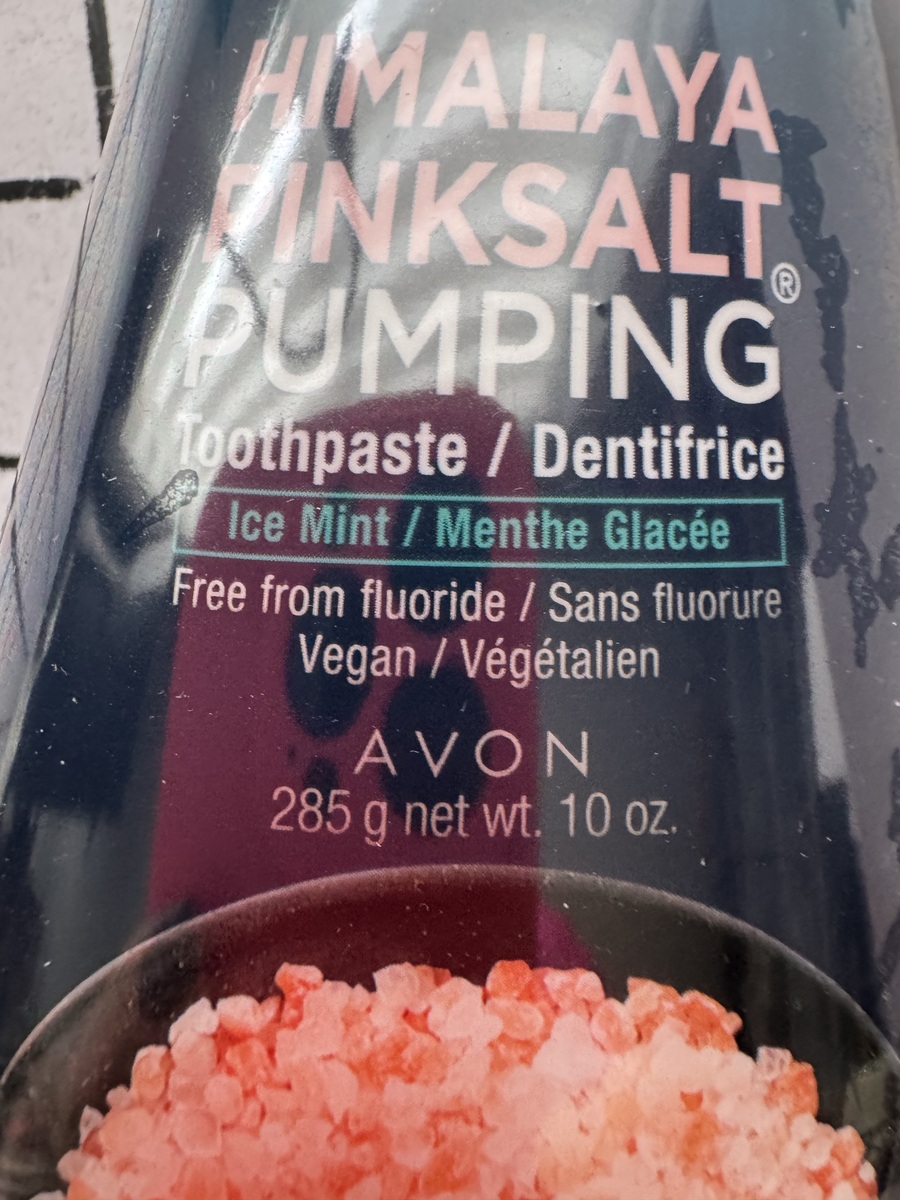 HIMALAYA
PINKSALT
PUMPING®
Toothpaste / Dentifrice
Ice Mint / Menthe Glacée
Free from fluoride / Sans fluorure
Vegan / Végétalien
AVON
285 g net wt. 10 oz.